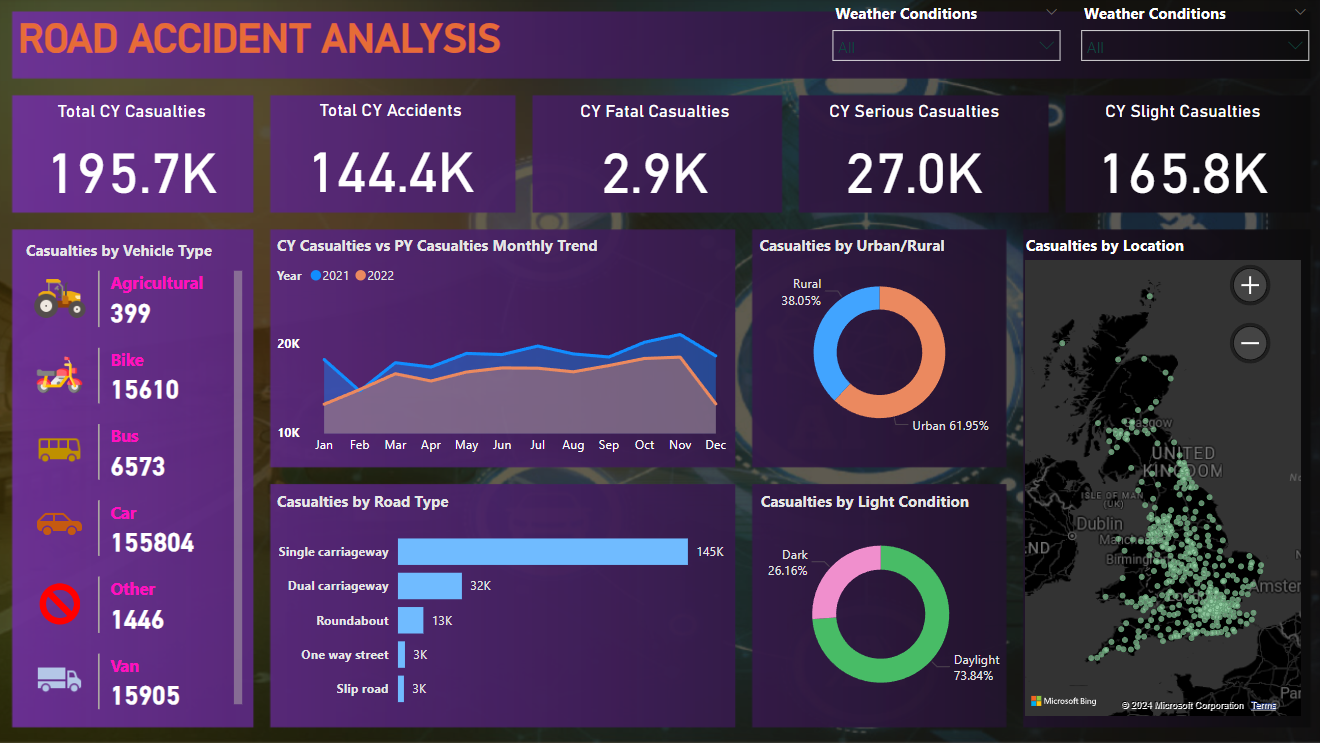 ROAD ACCIDENT ANALYSIS
Weather Conditions
All
Weather Conditions
All
Total CY Casualties
195.7K
Total CY Accidents
144.4K
CY Fatal Casualties
2.9K
CY Serious Casualties
27.0K
CY Slight Casualties
165.8K
Casualties by Vehicle Type
Agricultural
399
Bike
15610
Bus
6573
Car
155804
Other
1446
Van
15905
CY Casualties vs PY Casualties Monthly Trend
Year 2021 2022
20K
10K
Jan Feb Mar Apr May Jun Jul Aug Sep Oct Nov Dec
Casualties by Road Type
Single carriageway 145K
Dual carriageway 32K
Roundabout 13K
One way street 3K
Slip road 3K
Casualties by Urban/Rural
Rural
38.05%
Urban 61.95%
Casualties by Light Condition
Dark
26.16%
Daylight
73.84%
Casualties by Location
UNITED
KINGDOM
ISLE OF MAN
(UK)
Dublin
Microsoft Bing
© 2024 Microsoft Corporation Terms